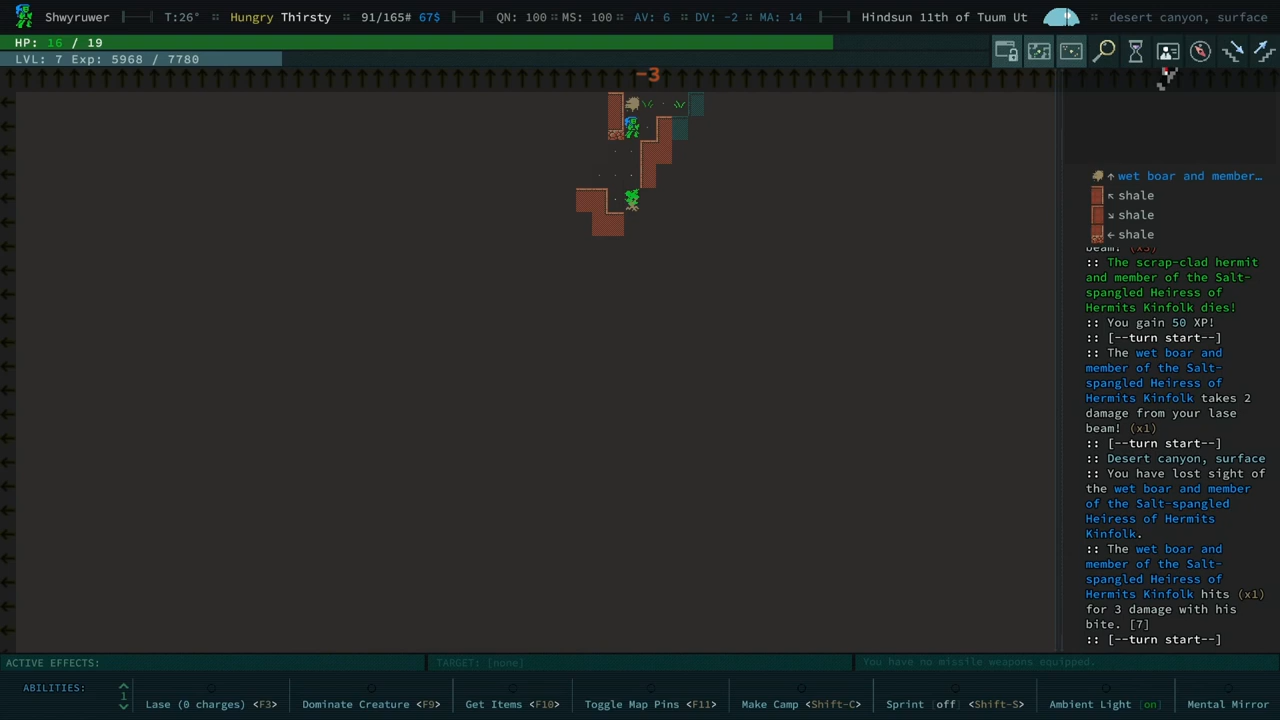 Shwyruwer T:26° :: Hungry Thirsty :: 91/165# 67$ :: QN: 100 :: MS: 100 :: AV: 6 :: DV: -2 :: MA: 14 Hindsun 11th of Tuum Ut :: desert canyon, surface
HP: 16 / 19
LVL: 7 Exp: 5968 / 7780
-3
wet boar and member…
shale
shale
shale
beam! (x3)
:: The scrap-clad hermit
and member of the Salt-
spangled Heiress of
Hermits Kinfolk dies!
:: You gain 50 XP!
:: [--turn start--]
:: The wet boar and
member of the Salt-
spangled Heiress of
Hermits Kinfolk takes 2
damage from your lase
beam! (x1)
:: [--turn start--]
:: Desert canyon, surface
:: You have lost sight of
the wet boar and member
of the Salt-spangled
Heiress of Hermits
Kinfolk.
:: The wet boar and
member of the Salt-
spangled Heiress of
Hermits Kinfolk hits (x1)
for 3 damage with his
bite. [7]
:: [--turn start--]
ACTIVE EFFECTS: TARGET: [none] You have no missile weapons equipped.
ABILITIES: 1 Lase (0 charges) <F3> Dominate Creature <F9> Get Items <F10> Toggle Map Pins <F11> Make Camp <Shift-C> Sprint [off] <Shift-S> Ambient Light [on] Mental Mirror